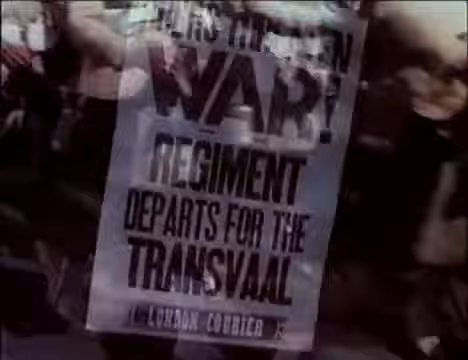 WAR!
REGIMENT
DEPARTS FOR THE
TRANSVAAL
LONDON COURIER